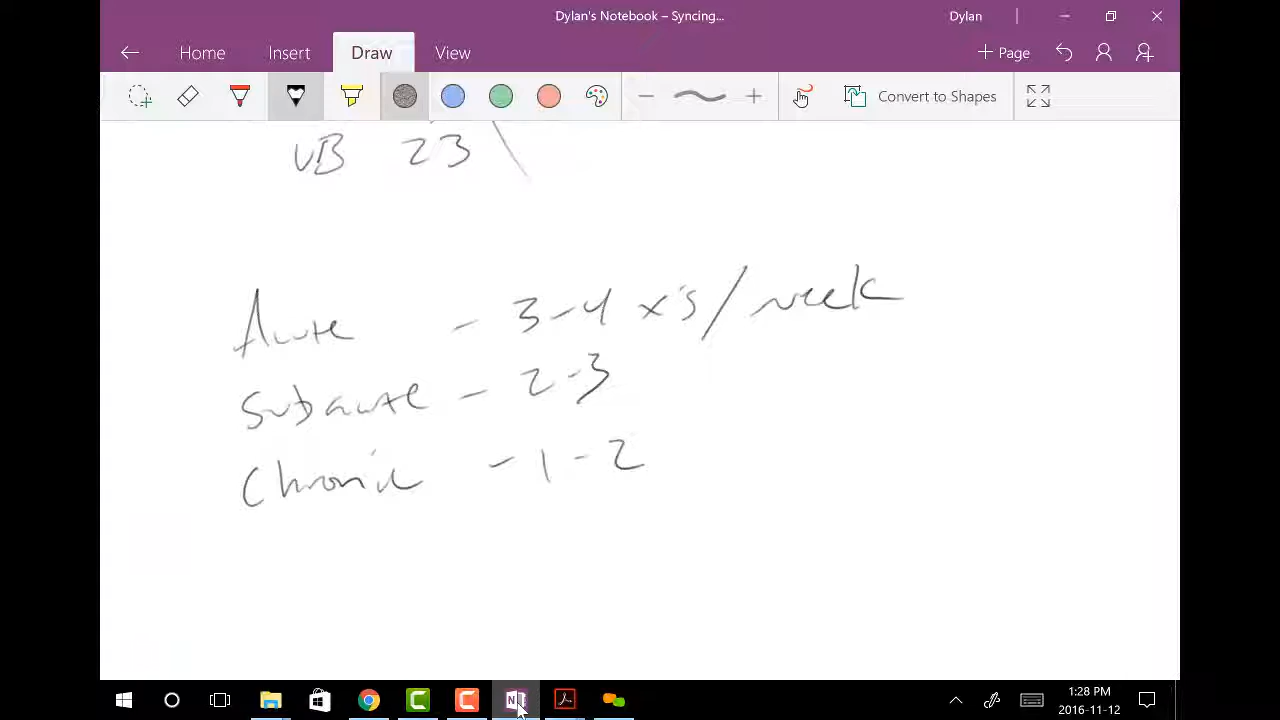 Dylan's Notebook – Syncing...
Dylan
Home Insert Draw View
Page
Convert to Shapes
UB 23
Acute - 3-4 x's/week
Subacute - 2-3
Chronic - 1-2
1:28 PM
2016-11-12